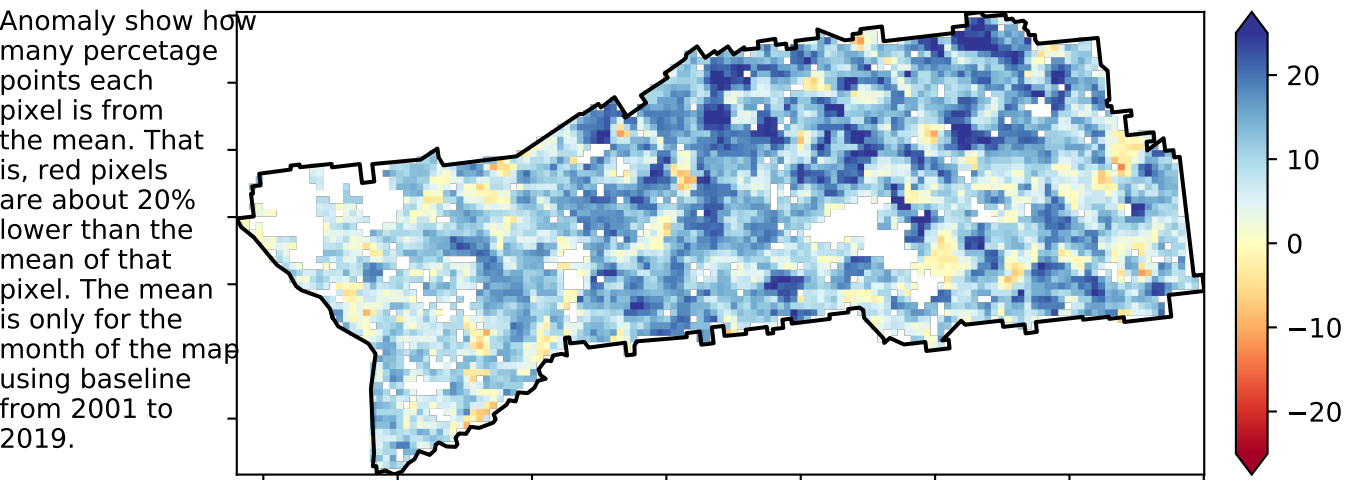 Anomaly show how
many percetage
points each
pixel is from
the mean. That
is, red pixels
are about 20%
lower than the
mean of that
pixel. The mean
is only for the
month of the map
using baseline
from 2001 to
2019.
20
10
0
−10
−20